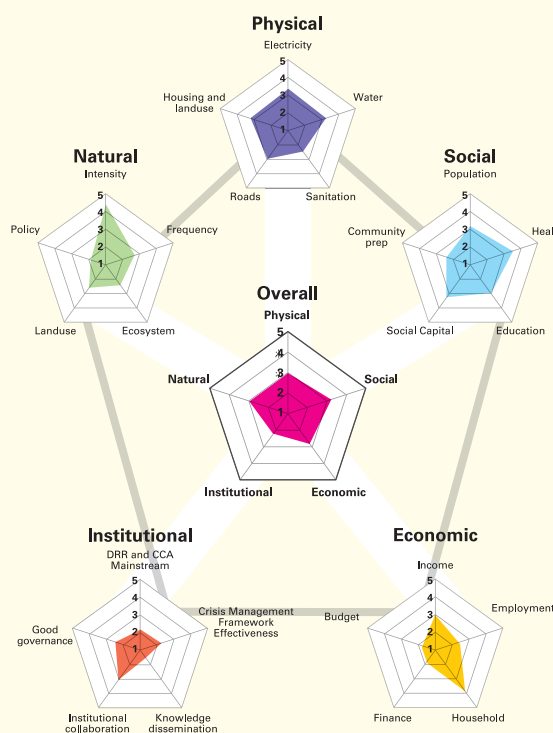 Physical
Electricity
5
4
3
2
1
Housing and
landuse
Water
Roads
Sanitation
Natural
Intensity
5
4
3
2
1
Policy
Frequency
Landuse
Ecosystem
Social
Population
5
4
3
2
1
Community
prep
Heal
Social Capital
Education
Overall
Physical
5
4
3
2
1
Natural
Social
Institutional
Economic
Institutional
DRR and CCA
Mainstream
5
4
3
2
1
Good
governance
Crisis Management
Framework
Effectiveness
Institutional
collaboration
Knowledge
dissemination
Economic
Income
5
4
3
2
1
Budget
Employment
Finance
Household